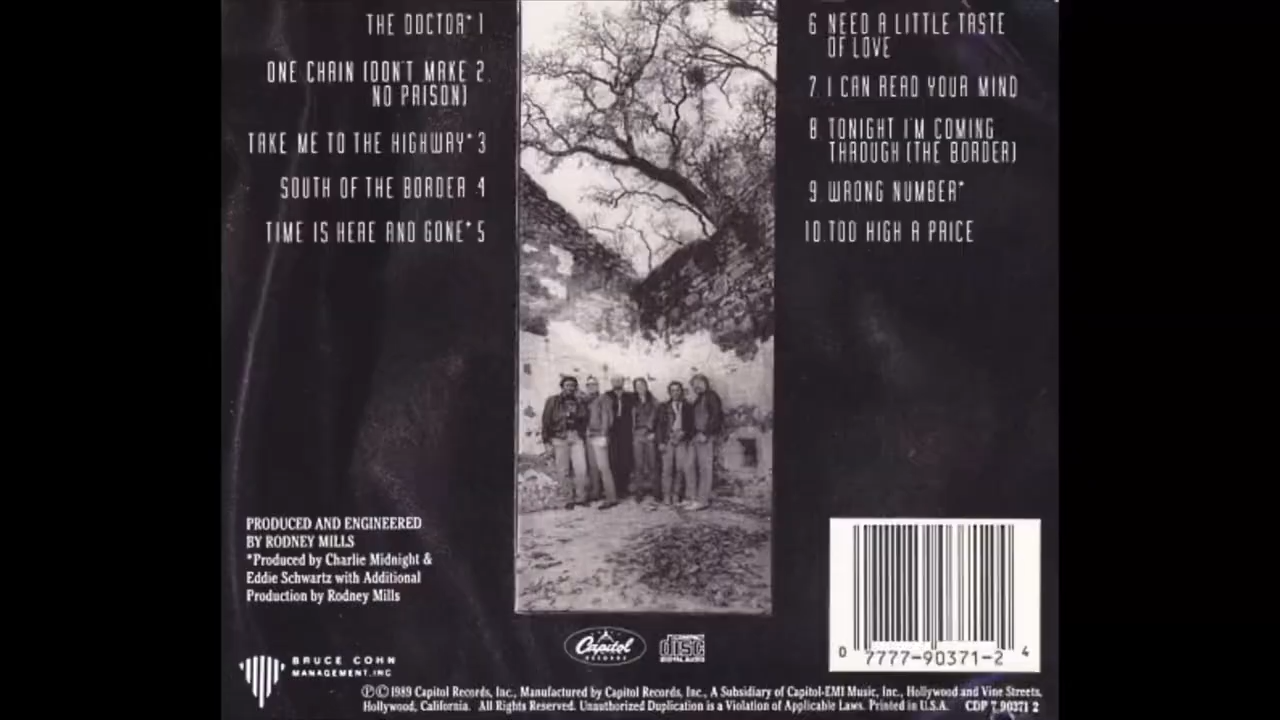 THE DOCTOR* 1
ONE CHAIN (DON'T MAKE 2
NO PRISON)
TAKE ME TO THE HIGHWAY* 3
SOUTH OF THE BORDER 4
TIME IS HERE AND GONE* 5
6 NEED A LITTLE TASTE
OF LOVE
7 I CAN READ YOUR MIND
8 TONIGHT I'M COMING
THROUGH (THE BORDER)
9 WRONG NUMBER*
10 TOO HIGH A PRICE
PRODUCED AND ENGINEERED
BY RODNEY MILLS
*Produced by Charlie Midnight &
Eddie Schwartz with Additional
Production by Rodney Mills
BRUCE COHN
MANAGEMENT, INC
Capitol
RECORDS
COMPACT
disc
DIGITAL AUDIO
0 7777-90371-2 4
Ⓟ©1989 Capitol Records, Inc., Manufactured by Capitol Records, Inc., A Subsidiary of Capitol-EMI Music, Inc., Hollywood and Vine Streets,
Hollywood, California. All Rights Reserved. Unauthorized Duplication is a Violation of Applicable Laws. Printed in U.S.A. CDP 7 90371 2